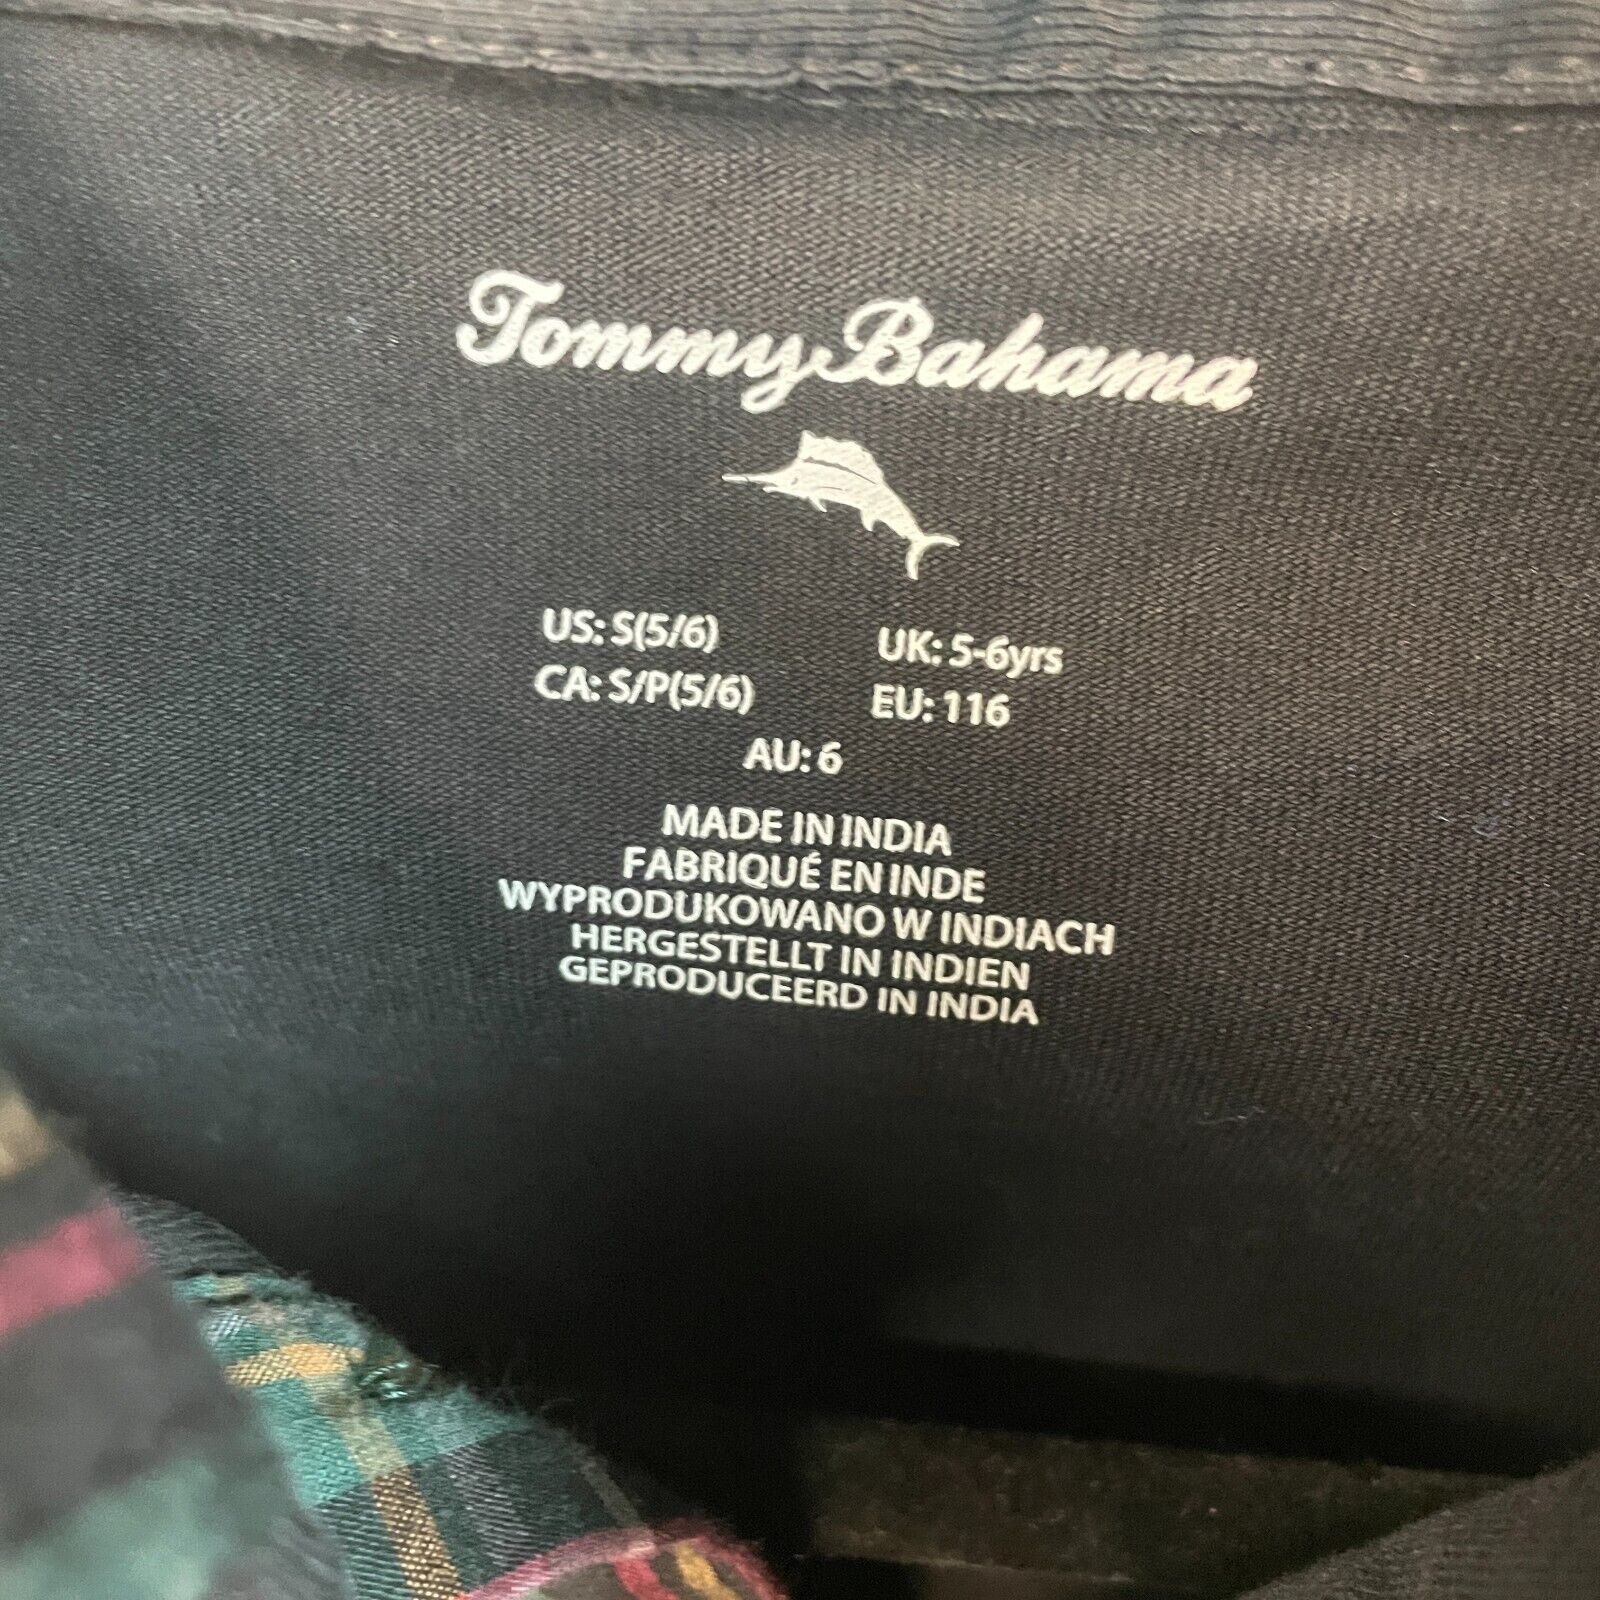 Tommy Bahama
US: S(5/6) UK: 5-6yrs
CA: S/P(5/6) EU: 116
AU: 6
MADE IN INDIA
FABRIQUÉ EN INDE
WYPRODUKOWANO W INDIACH
HERGESTELLT IN INDIEN
GEPRODUCEERD IN INDIA